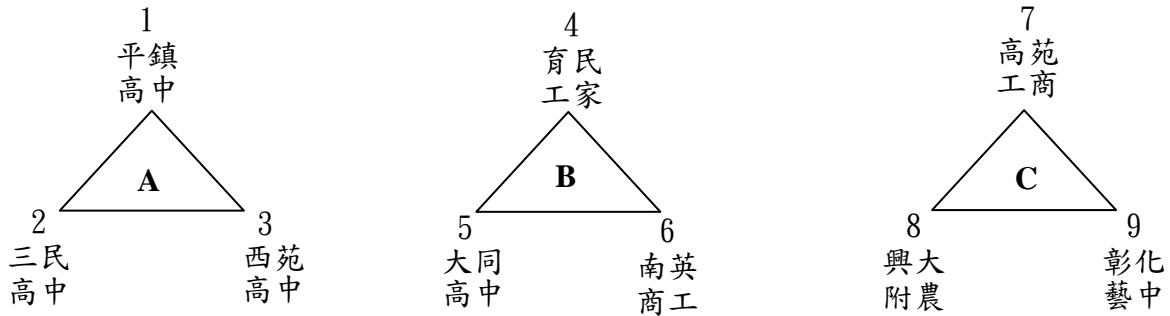 1
平鎮
高中
A
2
三民
高中
3
西苑
高中
4
育民
工家
B
5
大同
高中
6
南英
商工
7
高苑
工商
C
8
興大
附農
9
彰化
藝中